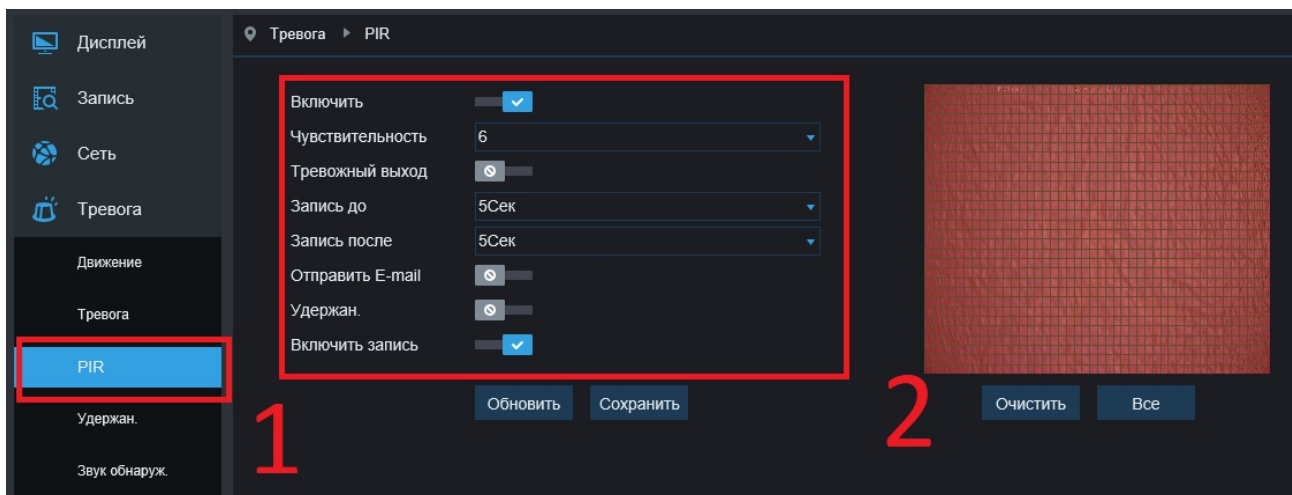 Дисплей
Запись
Сеть
Тревога
Движение
Тревога
PIR
Удержан.
Звук обнаруж.
Тревога PIR
Включить
Чувствительность 6
Тревожный выход
Запись до 5Сек
Запись после 5Сек
Отправить E-mail
Удержан.
Включить запись
Обновить Сохранить
1
2
Очистить Все